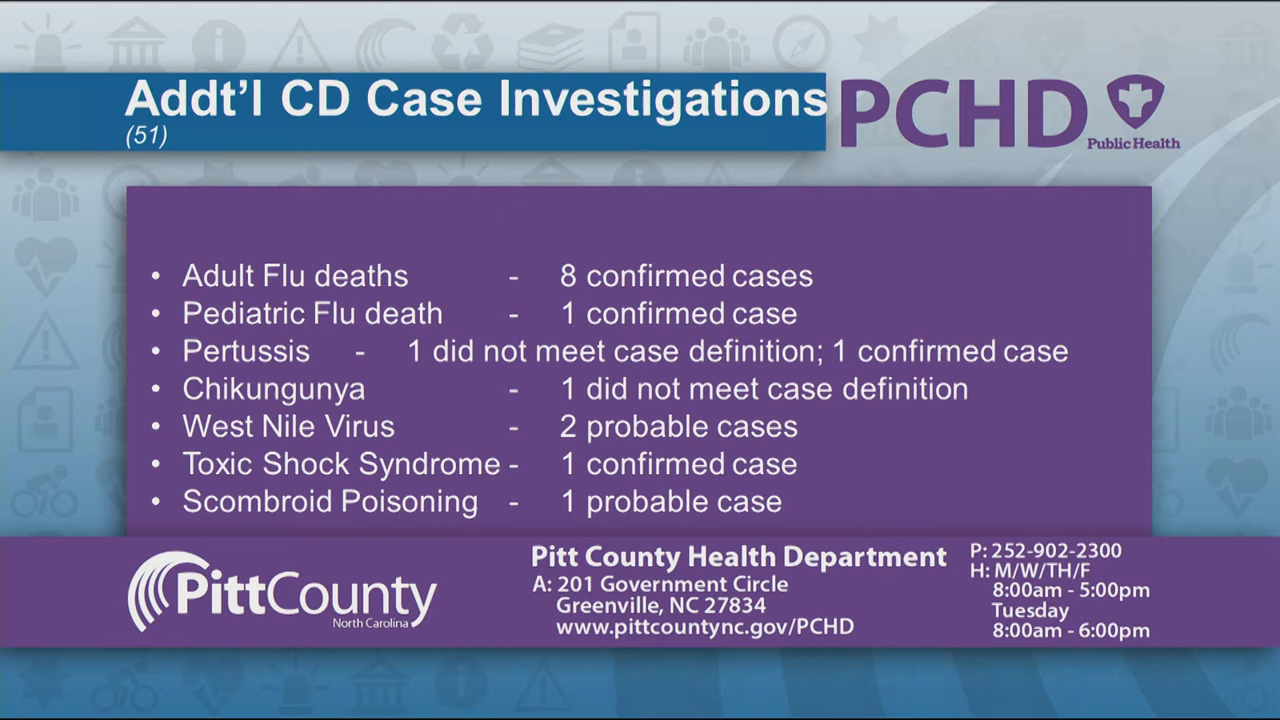 Addt’l CD Case Investigations
(51)
PCHD
Public Health
• Adult Flu deaths - 8 confirmed cases
• Pediatric Flu death - 1 confirmed case
• Pertussis - 1 did not meet case definition; 1 confirmed case
• Chikungunya - 1 did not meet case definition
• West Nile Virus - 2 probable cases
• Toxic Shock Syndrome - 1 confirmed case
• Scombroid Poisoning - 1 probable case
PittCounty
North Carolina
Pitt County Health Department
A: 201 Government Circle
Greenville, NC 27834
www.pittcountync.gov/PCHD
P: 252-902-2300
H: M/W/TH/F
8:00am - 5:00pm
Tuesday
8:00am - 6:00pm